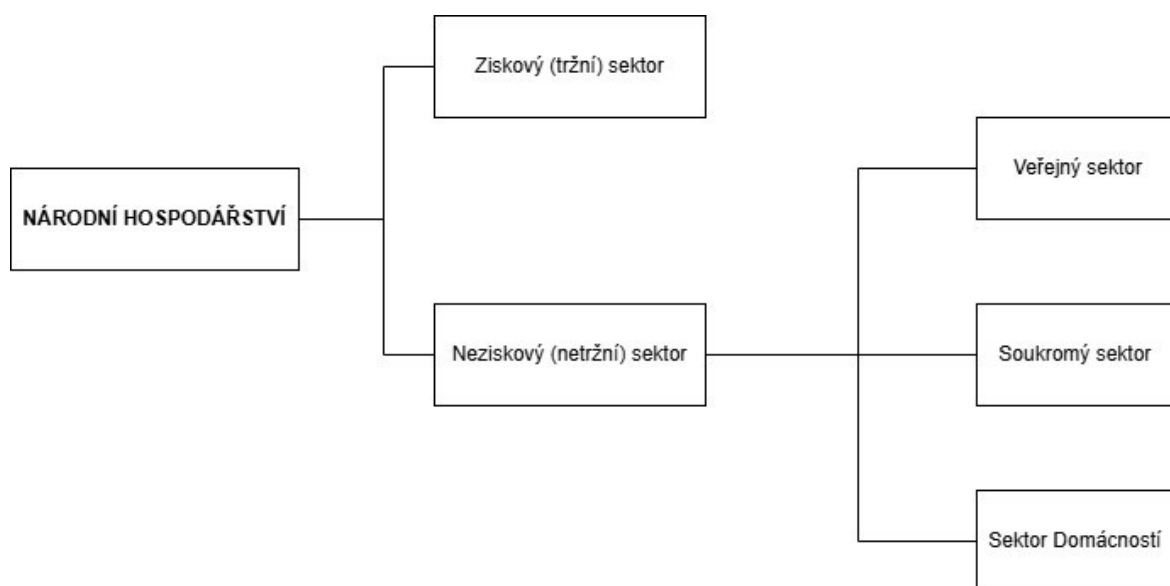 Ziskový (tržní) sektor
Veřejný sektor
NÁRODNÍ HOSPODÁŘSTVÍ
Neziskový (netržní) sektor
Soukromý sektor
Sektor Domácností